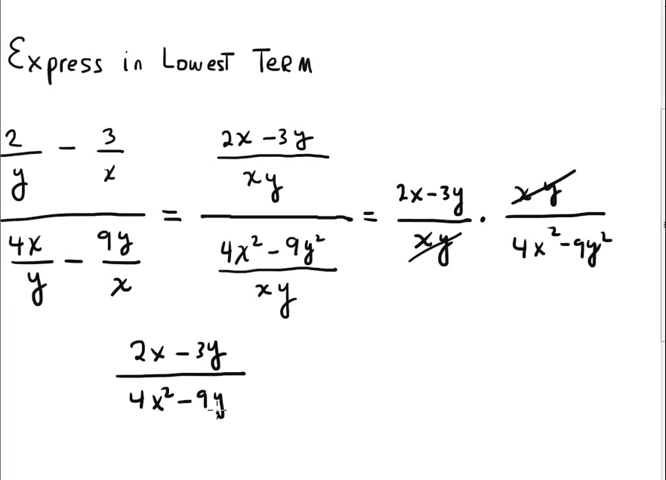 Express in Lowest Term
2/y - 3/x
4x/y - 9y/x
= 2x - 3y / xy
4x² - 9y² / xy
= 2x - 3y / xy · xy / 4x² - 9y²
2x - 3y
4x² - 9y